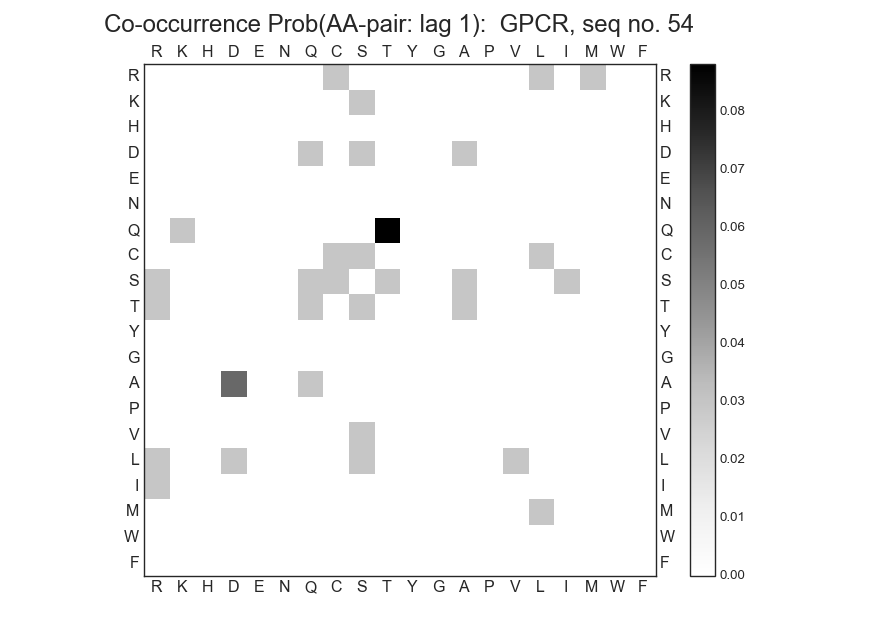 Co-occurrence Prob(AA-pair: lag 1):  GPCR, seq no. 54
R K H D E N Q C S T Y G A P V L I M W F
R R
K K
H H
D D
E E
N N
Q Q
C C
S S
T T
Y Y
G G
A A
P P
V V
L L
I I
M M
W W
F F
R K H D E N Q C S T Y G A P V L I M W F
0.08
0.07
0.06
0.05
0.04
0.03
0.02
0.01
0.00